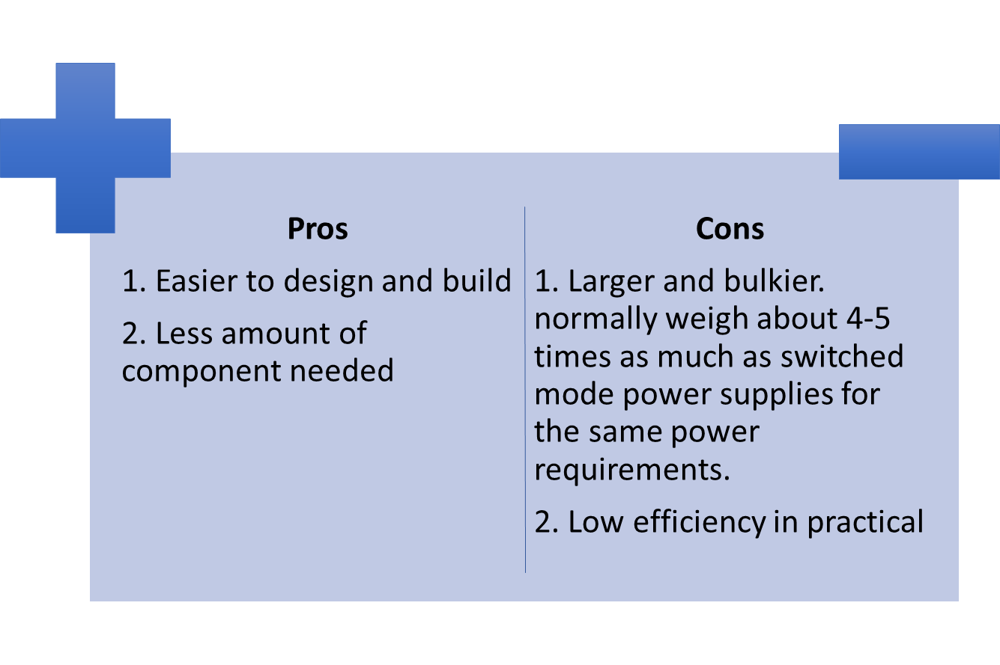 Pros
1. Easier to design and build
2. Less amount of
component needed
Cons
1. Larger and bulkier.
normally weigh about 4-5
times as much as switched
mode power supplies for
the same power
requirements.
2. Low efficiency in practical